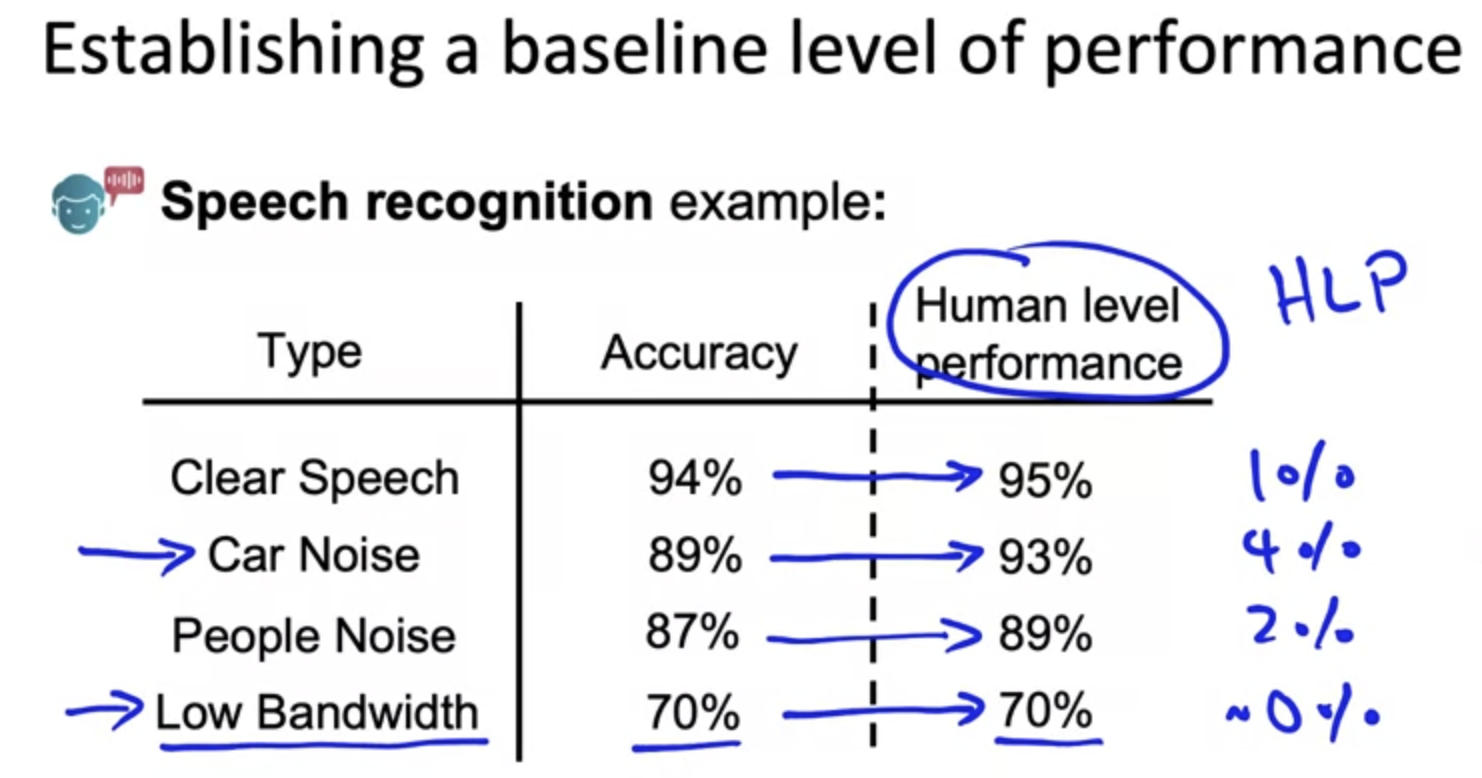 Establishing a baseline level of performance
Speech recognition example:
Type Accuracy Human level performance HLP
Clear Speech 94% 95% 1%
Car Noise 89% 93% 4%
People Noise 87% 89% 2%
Low Bandwidth 70% 70% ~0%